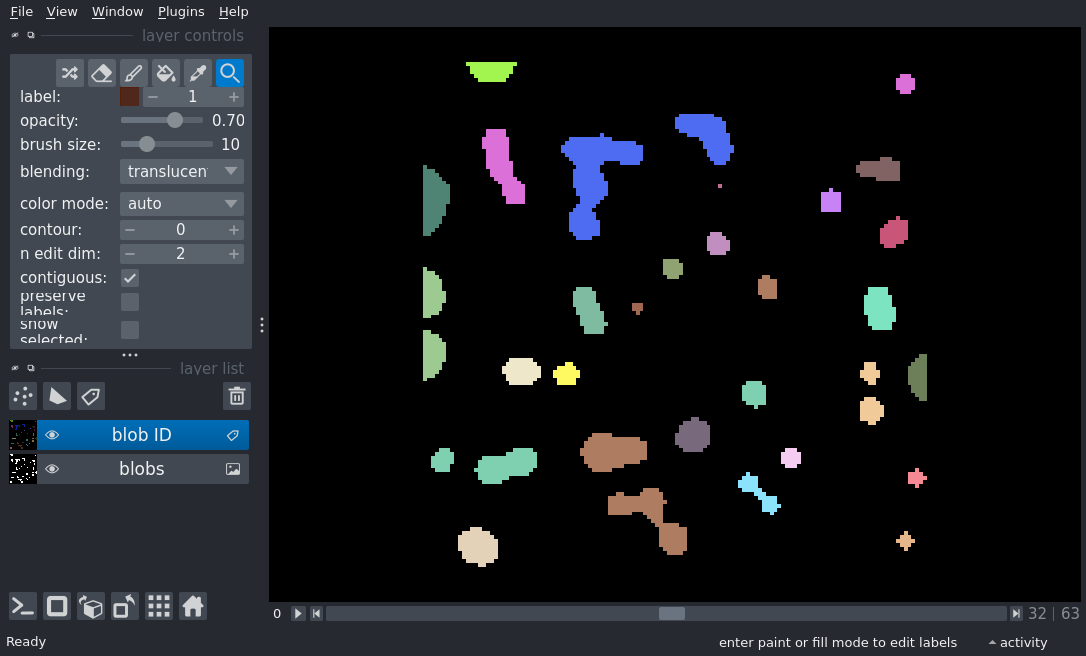 File View Window Plugins Help
layer controls
label: 1
opacity: 0.70
brush size: 10
blending: translucen
color mode: auto
contour: 0
n edit dim: 2
contiguous:
preserve
labels:
show
selected:
layer list
blob ID
blobs
0 32 63
Ready enter paint or fill mode to edit labels activity